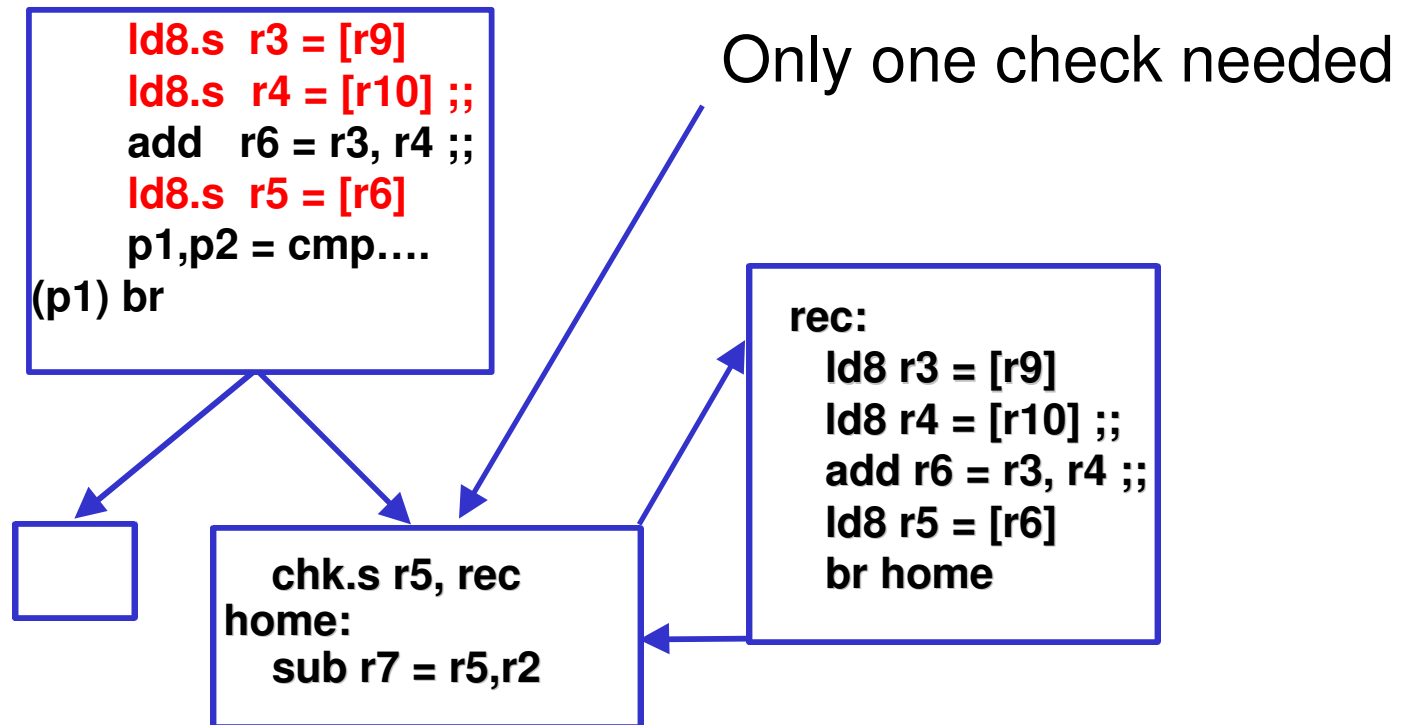 ld8.s r3 = [r9]
ld8.s r4 = [r10] ;;
add r6 = r3, r4 ;;
ld8.s r5 = [r6]
p1,p2 = cmp….
(p1) br
Only one check needed
rec:
ld8 r3 = [r9]
ld8 r4 = [r10] ;;
add r6 = r3, r4 ;;
ld8 r5 = [r6]
br home
chk.s r5, rec
home:
sub r7 = r5,r2